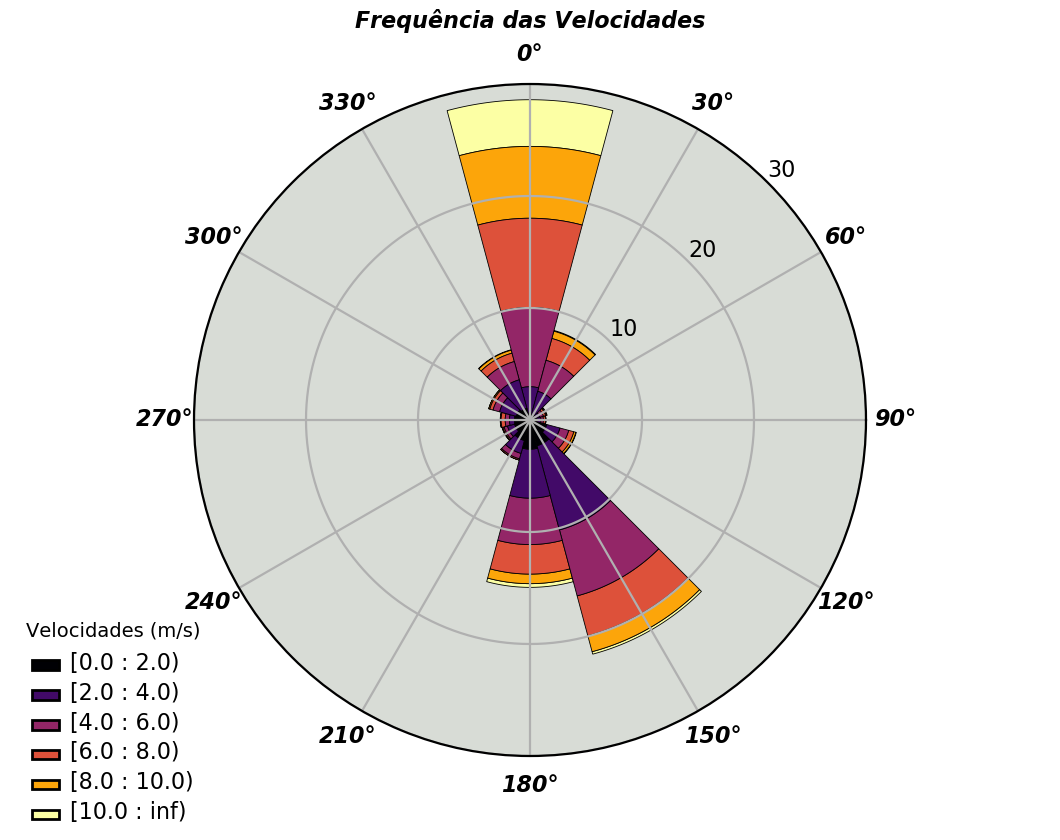 Frequência das Velocidades
0°
330°
30°
30
300°
60°
20
10
270°
90°
240°
120°
210°
150°
180°
Velocidades (m/s)
[0.0 : 2.0)
[2.0 : 4.0)
[4.0 : 6.0)
[6.0 : 8.0)
[8.0 : 10.0)
[10.0 : inf)